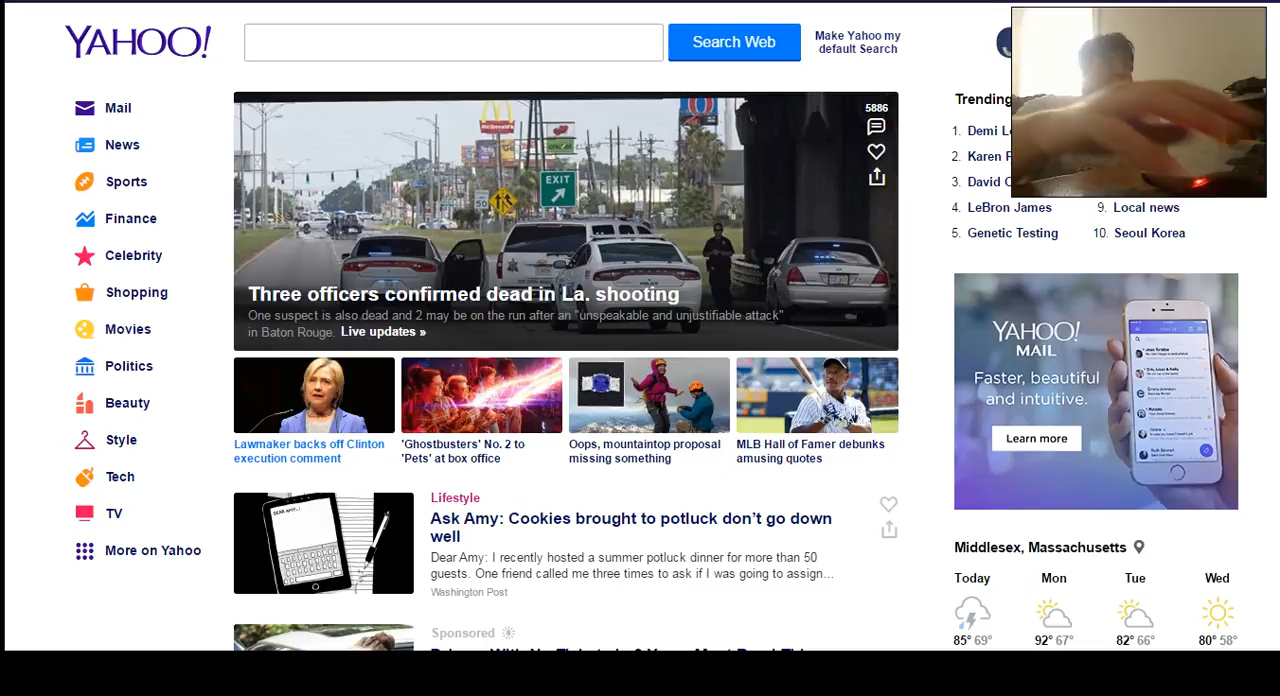 YAHOO!
Search Web
Make Yahoo my
default Search
Mail
News
Sports
Finance
Celebrity
Shopping
Movies
Politics
Beauty
Style
Tech
TV
More on Yahoo
5886
McDonald's
EXIT
50
Three officers confirmed dead in La. shooting
One suspect is also dead and 2 may be on the run after an "unspeakable and unjustifiable attack"
in Baton Rouge. Live updates »
Lawmaker backs off Clinton
execution comment
'Ghostbusters' No. 2 to
'Pets' at box office
Oops, mountaintop proposal
missing something
MLB Hall of Famer debunks
amusing quotes
Lifestyle
Ask Amy: Cookies brought to potluck don't go down
well
Dear Amy: I recently hosted a summer potluck dinner for more than 50
guests. One friend called me three times to ask if I was going to assign...
Washington Post
DEAR AMY,
Sponsored
Trending
1. Demi
2. Karen
3. David
4. LeBron James
5. Genetic Testing
9. Local news
10. Seoul Korea
YAHOO!
MAIL
Faster, beautiful
and intuitive.
Learn more
Middlesex, Massachusetts
Today Mon Tue Wed
85° 69° 92° 67° 82° 66° 80° 58°